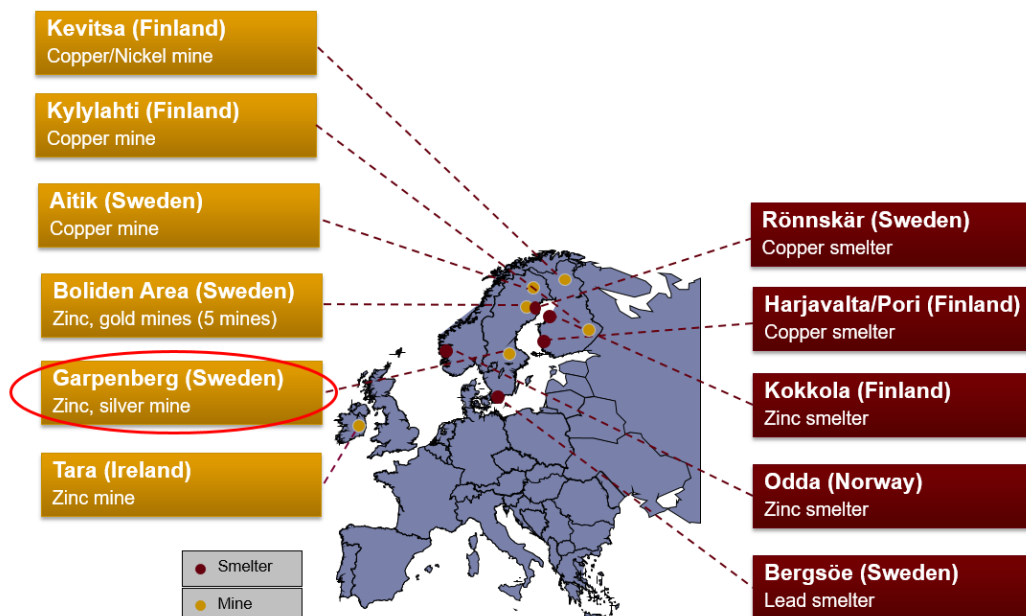 Kevitsa (Finland)
Copper/Nickel mine
Kylylahti (Finland)
Copper mine
Aitik (Sweden)
Copper mine
Boliden Area (Sweden)
Zinc, gold mines (5 mines)
Garpenberg (Sweden)
Zinc, silver mine
Tara (Ireland)
Zinc mine
Smelter
Mine
Rönnskär (Sweden)
Copper smelter
Harjavalta/Pori (Finland)
Copper smelter
Kokkola (Finland)
Zinc smelter
Odda (Norway)
Zinc smelter
Bergsöe (Sweden)
Lead smelter